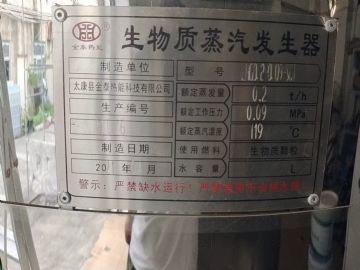 金泰热能
生物质蒸汽发生器
制造单位
太康县金泰热能科技有限公司
生产编号
制造日期
20 年 月
型号
额定蒸发量 0.2 t/h
额定工作压力 0.09 MPa
额定蒸汽温度 119 ℃
使用燃料 生物质颗粒
水容量 L
警示：严禁缺水运行！严禁